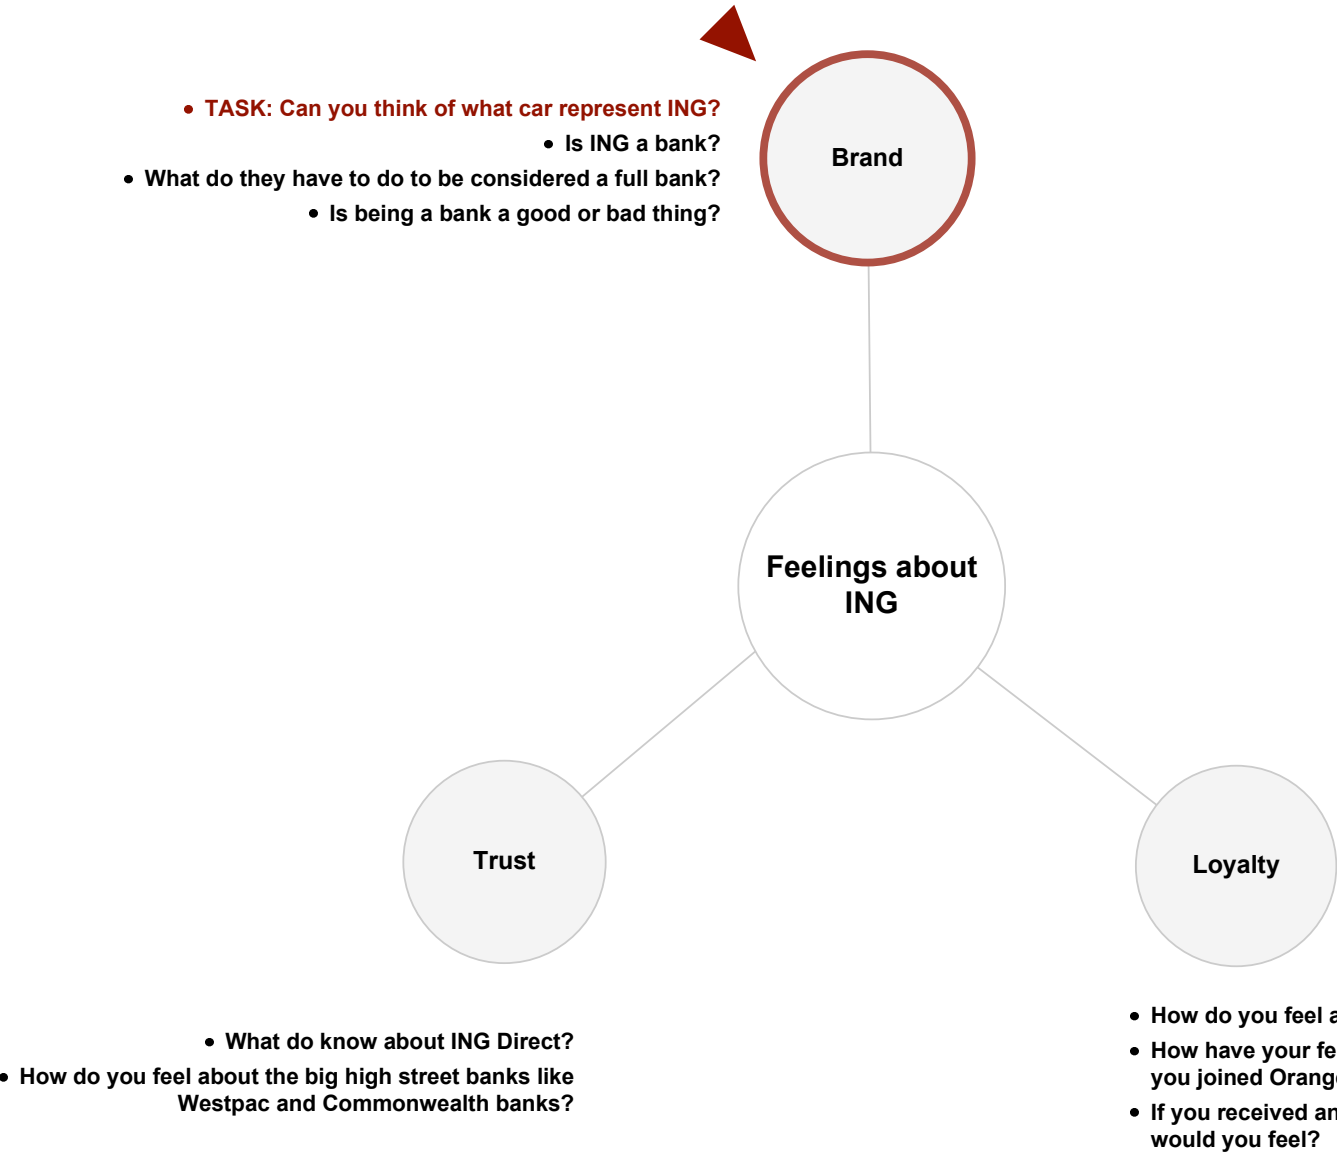 • TASK: Can you think of what car represent ING?
• Is ING a bank?
• What do they have to do to be considered a full bank?
• Is being a bank a good or bad thing?
Brand
Feelings about
ING
Trust
Loyalty
• What do know about ING Direct?
• How do you feel about the big high street banks like
Westpac and Commonwealth banks?
• How do you feel
• How have your
you joined
• If you received
would you feel?